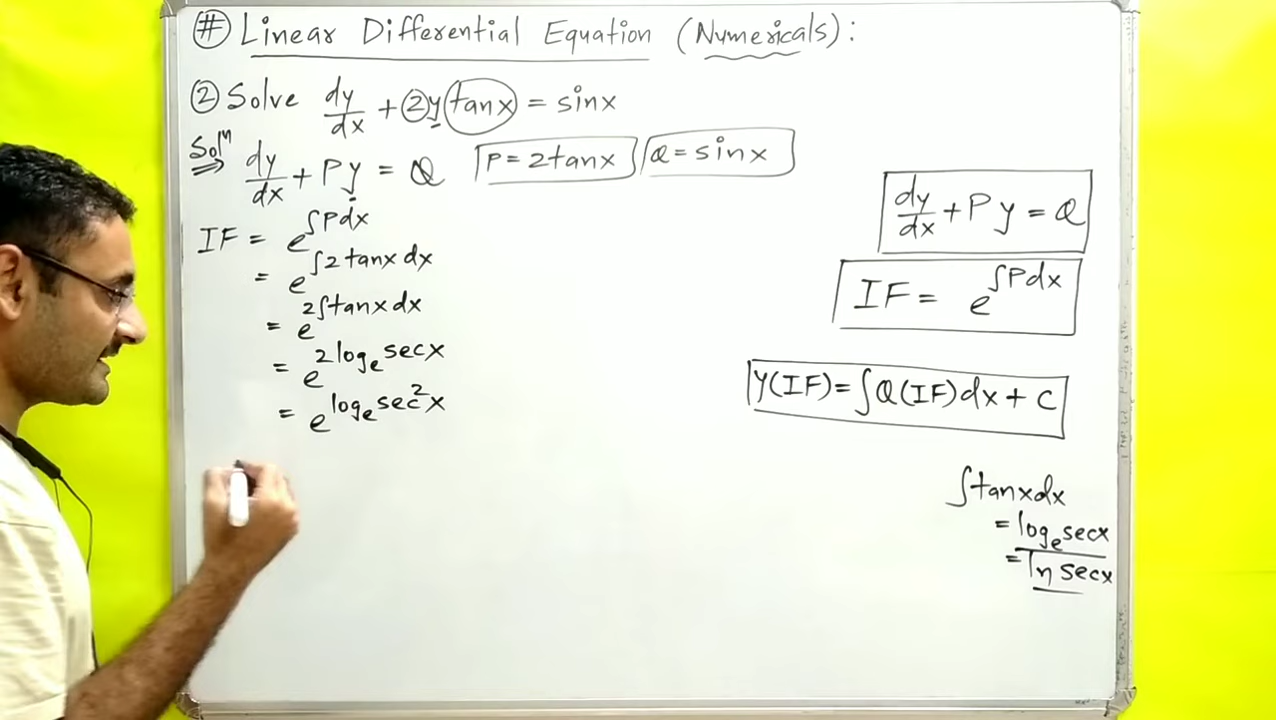 # Linear Differential Equation (Numericals):
② Solve dy/dx + 2y tanx = sinx
Solⁿ dy/dx + Py = Q P = 2tanx Q = sinx
IF = e^∫Pdx
= e^∫2 tanx dx
= e^2∫tanx dx
= e^2 logₑ secx
= e^logₑ sec²x
dy/dx + Py = Q
IF = e^∫Pdx
Y(IF) = ∫Q(IF)dx + C
∫tanxdx
= logₑ secx
= ln secx